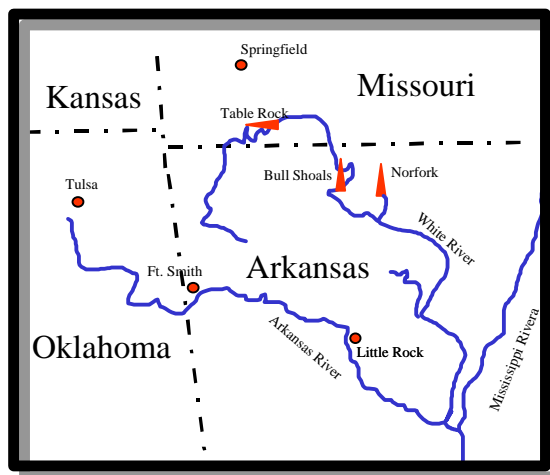 Springfield
Missouri
Kansas
Table Rock
Tulsa
Bull Shoals
Norfork
White River
Ft. Smith
Arkansas
Oklahoma
Arkansas River
Little Rock
Mississippi Rivera